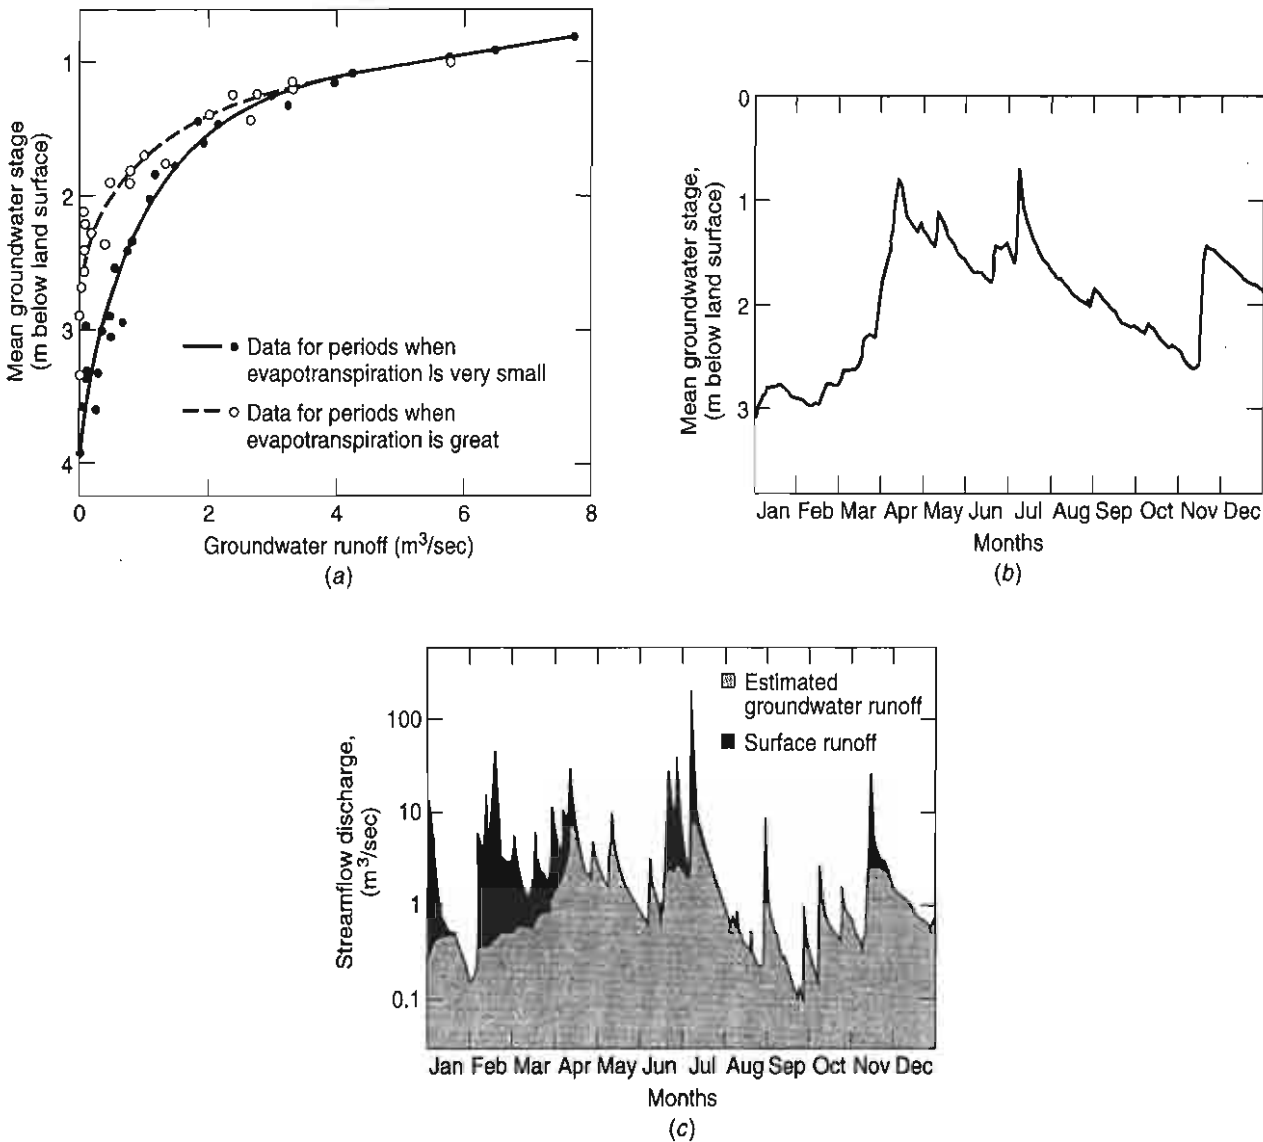 Mean groundwater stage
(m below land surface)
1
2
3
4
0
2
4
6
8
Data for periods when
evapotranspiration is very small
Data for periods when
evapotranspiration is great
Groundwater runoff (m³/sec)
(a)
Mean groundwater stage,
(m below land surface)
0
1
2
3
Jan Feb Mar Apr May Jun Jul Aug Sep Oct Nov Dec
Months
(b)
Streamflow discharge,
(m³/sec)
100
10
1
0.1
Estimated
groundwater runoff
Surface runoff
Jan Feb Mar Apr May Jun Jul Aug Sep Oct Nov Dec
Months
(c)